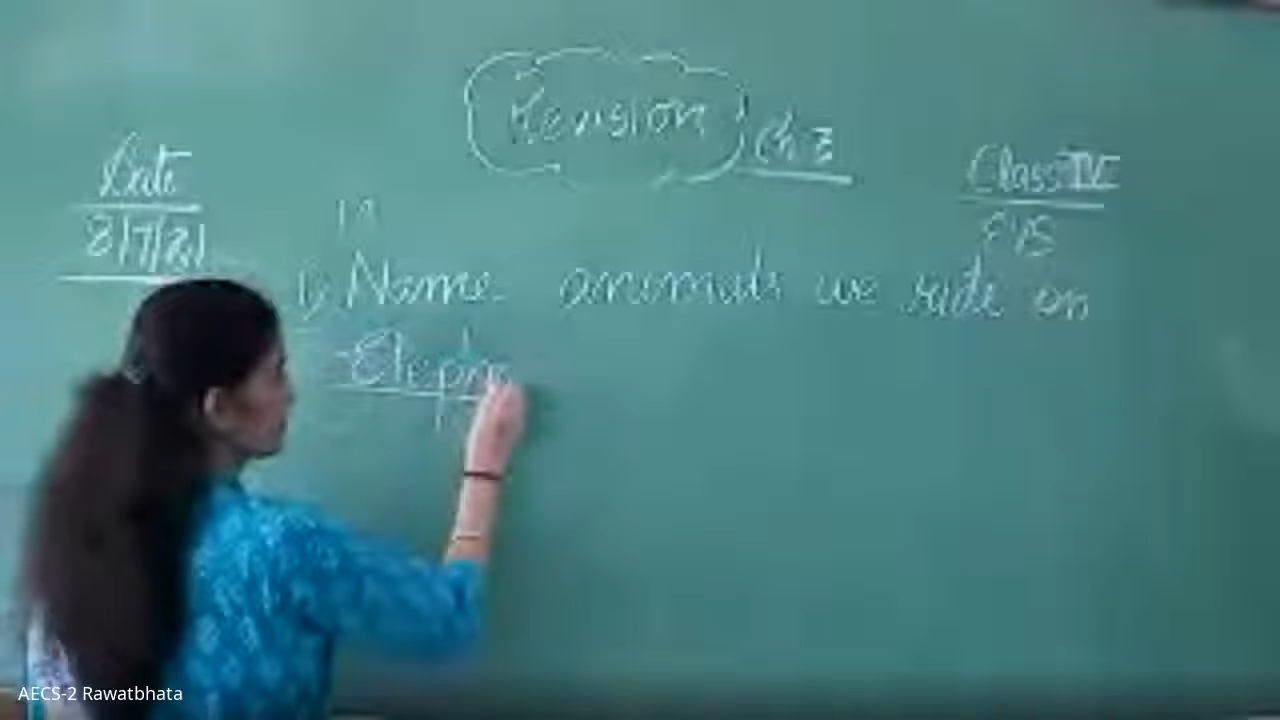 Revision Ch 3
Date
8/7/21
Class IV
EVS
1) Name animals we ride on
Elepha
AECS-2 Rawatbhata